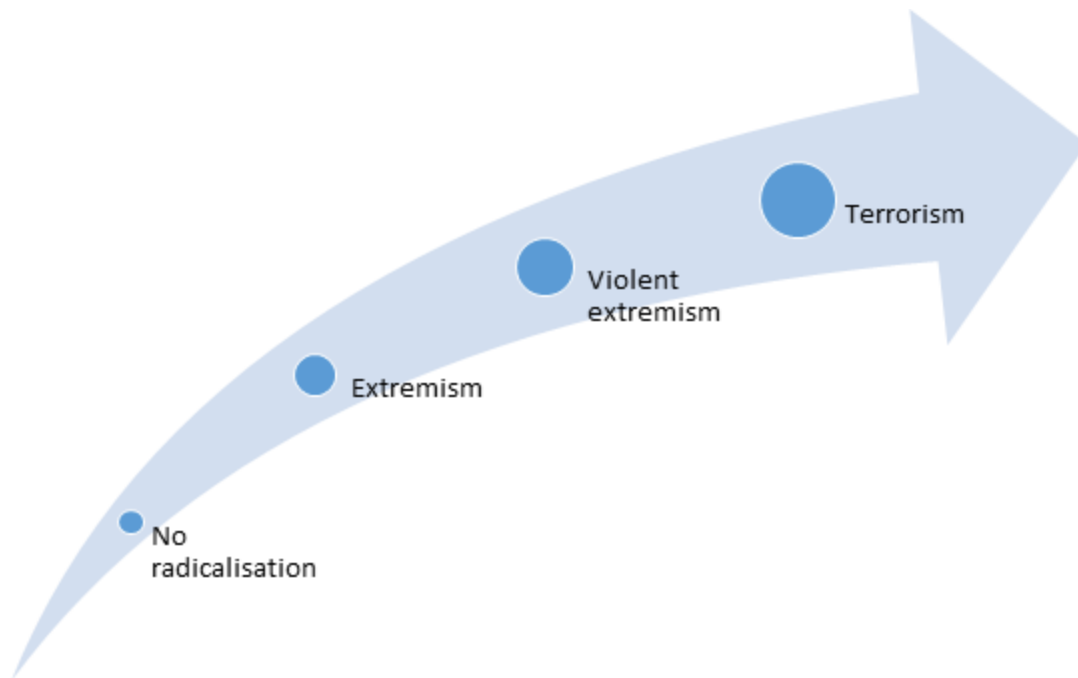 Terrorism
Violent
extremism
Extremism
No
radicalisation